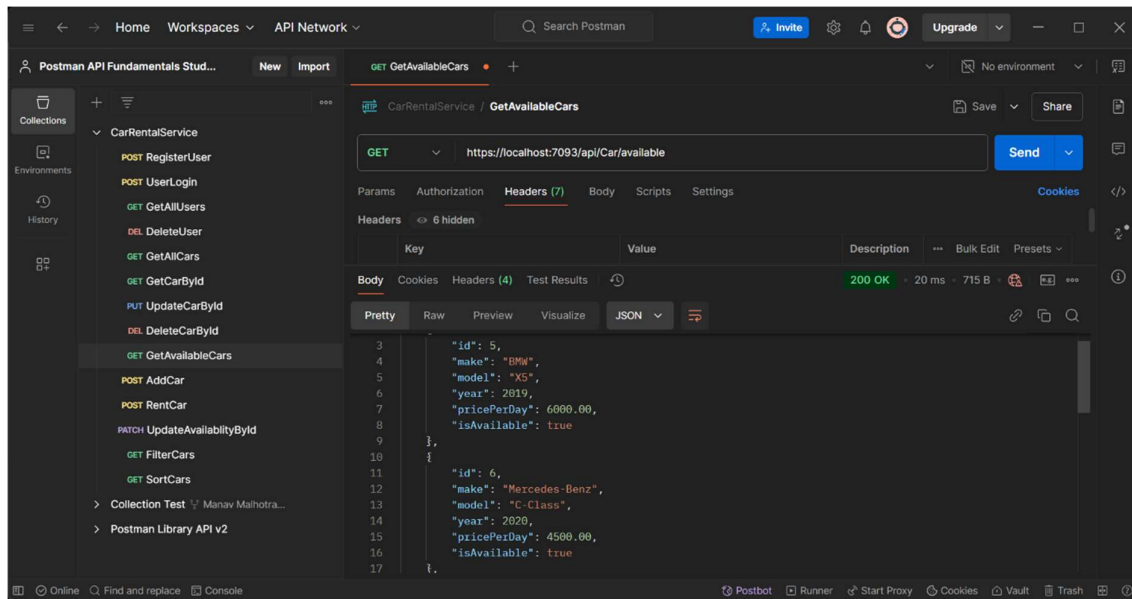 Home Workspaces API Network Search Postman Invite Upgrade
Postman API Fundamentals Stud... New Import GET GetAvailableCars No environment
Collections
Environments
History
CarRentalService
POST RegisterUser
POST UserLogin
GET GetAllUsers
DEL DeleteUser
GET GetAllCars
GET GetCarById
PUT UpdateCarById
DEL DeleteCarById
GET GetAvailableCars
POST AddCar
POST RentCar
PATCH UpdateAvailablityById
GET FilterCars
GET SortCars
Collection Test Manav Malhotra...
Postman Library API v2
HTTP CarRentalService / GetAvailableCars Save Share
GET https://localhost:7093/api/Car/available Send
Params Authorization Headers (7) Body Scripts Settings Cookies
Headers 6 hidden
Key Value Description Bulk Edit Presets
Body Cookies Headers (4) Test Results 200 OK 20 ms 715 B
Pretty Raw Preview Visualize JSON
3 "id": 5,
4 "make": "BMW",
5 "model": "X5",
6 "year": 2019,
7 "pricePerDay": 6000.00,
8 "isAvailable": true
9 },
10 {
11 "id": 6,
12 "make": "Mercedes-Benz",
13 "model": "C-Class",
14 "year": 2020,
15 "pricePerDay": 4500.00,
16 "isAvailable": true
17 },
Online Find and replace Console Postbot Runner Start Proxy Cookies Vault Trash